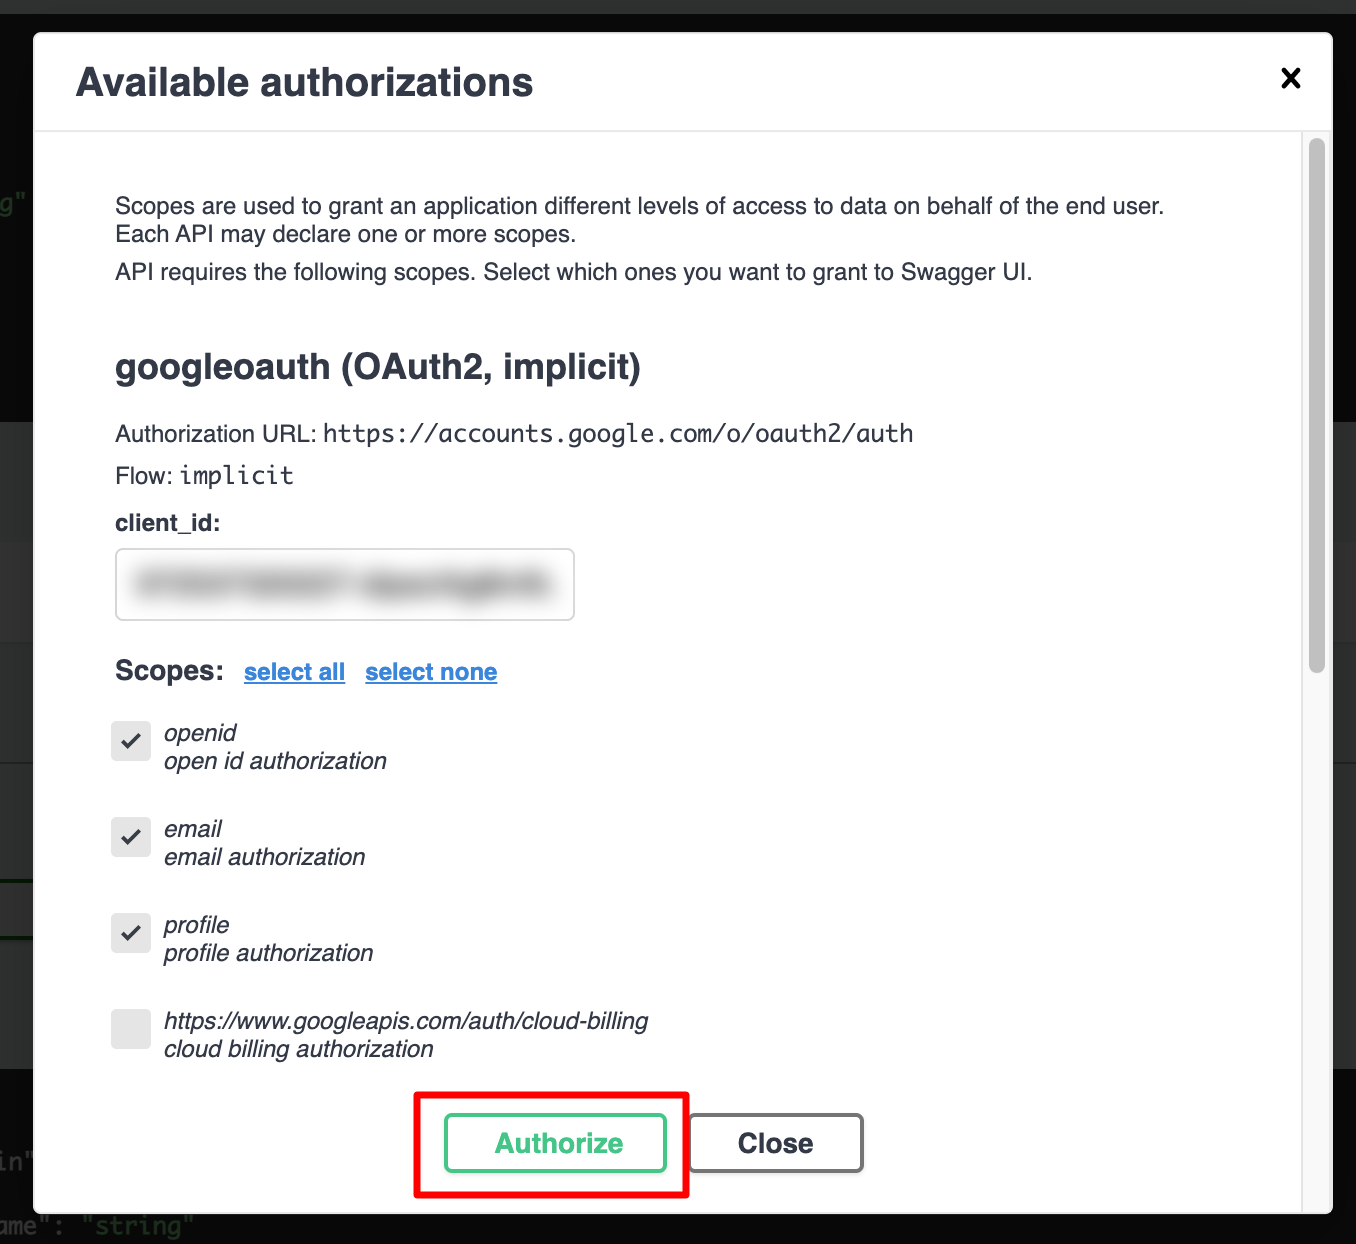 Available authorizations
g"
Scopes are used to grant an application different levels of access to data on behalf of the end user.
Each API may declare one or more scopes.
API requires the following scopes. Select which ones you want to grant to Swagger UI.
googleoauth (OAuth2, implicit)
Authorization URL: https://accounts.google.com/o/oauth2/auth
Flow: implicit
client_id:
Scopes: select all select none
openid
open id authorization
email
email authorization
profile
profile authorization
https://www.googleapis.com/auth/cloud-billing
cloud billing authorization
Authorize Close
in"
ame": "string"